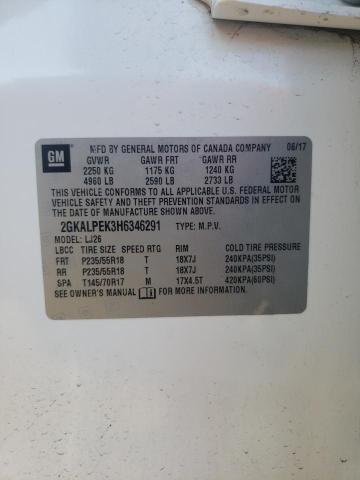 GM MFD BY GENERAL MOTORS OF CANADA COMPANY 06/17
GVWR GAWR FRT GAWR RR
2250 KG 1175 KG 1240 KG
4960 LB 2590 LB 2733 LB
THIS VEHICLE CONFORMS TO ALL APPLICABLE U.S. FEDERAL MOTOR
VEHICLE SAFETY AND THEFT PREVENTION STANDARDS IN EFFECT ON
THE DATE OF MANUFACTURE SHOWN ABOVE.
2GKALPEK3H6346291 TYPE: M.P.V.
MODEL: LJ26
LBCC TIRE SIZE SPEED RTG RIM COLD TIRE PRESSURE
FRT P235/55R18 T 18X7J 240KPA(35PSI)
RR P235/55R18 T 18X7J 240KPA(35PSI)
SPA T145/70R17 M 17X4.5T 420KPA(60PSI)
SEE OWNER'S MANUAL FOR MORE INFORMATION.